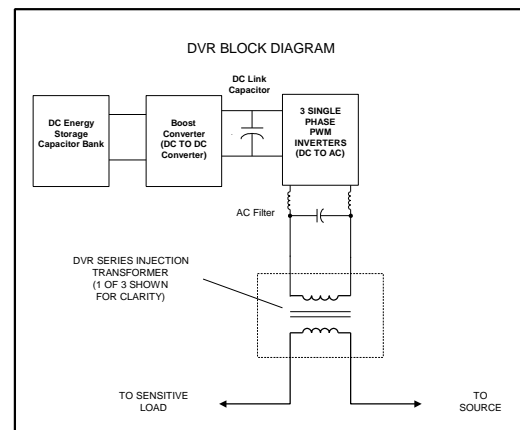 DVR BLOCK DIAGRAM
DC Energy
Storage
Capacitor Bank
Boost
Converter
(DC TO DC
Converter)
DC Link
Capacitor
3 SINGLE
PHASE
PWM
INVERTERS
(DC TO AC)
AC Filter
DVR SERIES INJECTION
TRANSFORMER
(1 OF 3 SHOWN
FOR CLARITY)
TO SENSITIVE
LOAD
TO
SOURCE